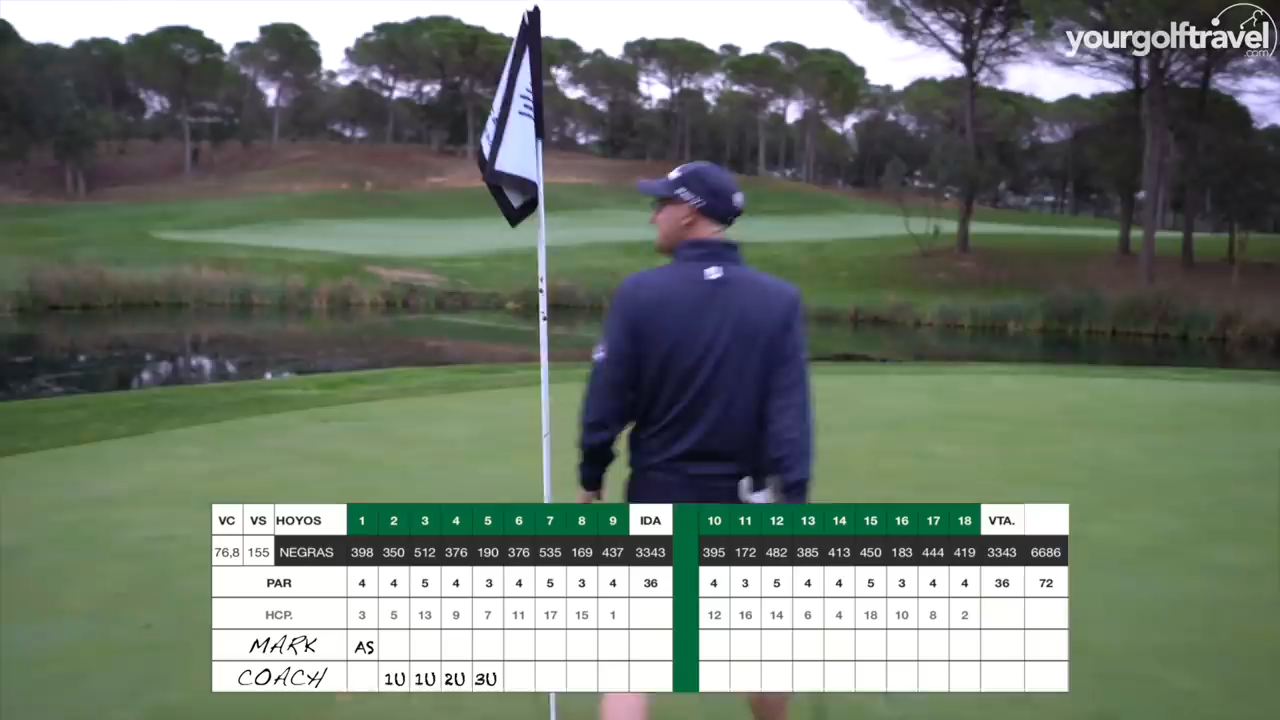 yourgolftravel
.com
VC VS HOYOS 1 2 3 4 5 6 7 8 9 IDA 10 11 12 13 14 15 16 17 18 VTA.
76,8 155 NEGRAS 398 350 512 376 190 376 535 169 437 3343 395 172 482 385 413 450 183 444 419 3343 6686
PAR 4 4 5 4 3 4 5 3 4 36 4 3 5 4 4 5 3 4 4 36 72
HCP. 3 5 13 9 7 11 17 15 1 12 16 14 6 4 18 10 8 2
MARK AS
COACH 1U 1U 2U 3U